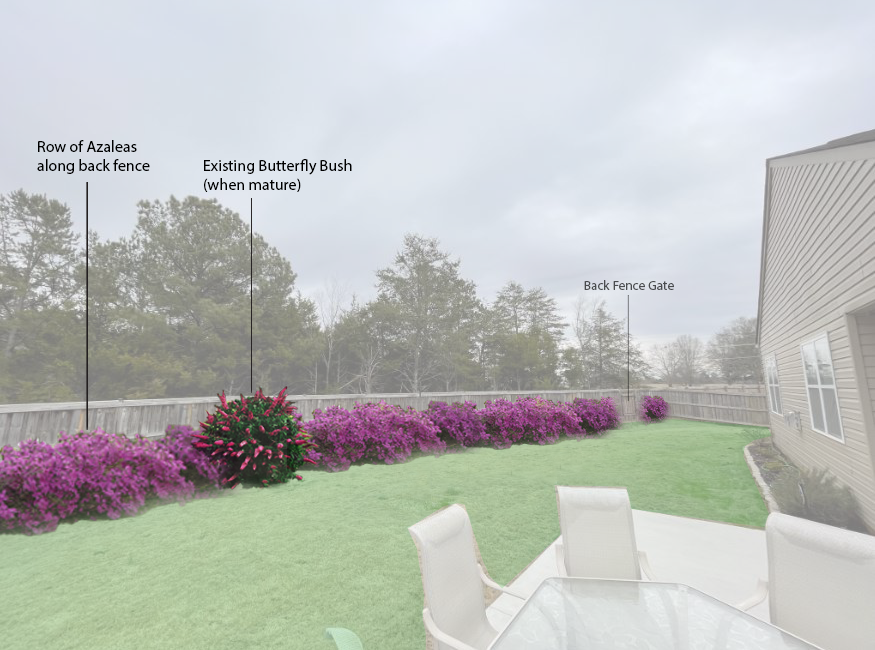 Row of Azaleas
along back fence
Existing Butterfly Bush
(when mature)
Back Fence Gate